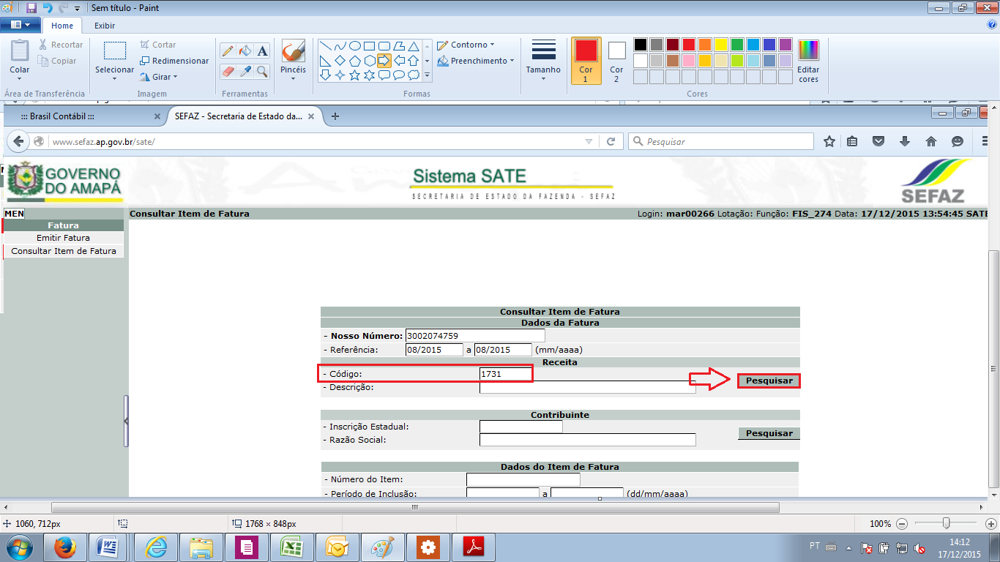 Sem título - Paint
Home Exibir
Colar
Recortar
Copiar
Área de Transferência
Selecionar
Cortar
Redimensionar
Girar
Imagem
A
Ferramentas
Pincéis
Contorno
Preenchimento
Formas
Tamanho
Cor 1
Cor 2
Editar cores
Cores
::: Brasil Contábil :::
SEFAZ - Secretaria de Estado da...
www.sefaz.ap.gov.br/sate/
Pesquisar
GOVERNO
DO AMAPÁ
Sistema SATE
SECRETARIA DE ESTADO DA FAZENDA - SEFAZ
SEFAZ
MEN
Consultar Item de Fatura
Login: mar00266 Lotação: Função: FIS_274 Data: 17/12/2015 13:54:45 SATE
Fatura
Emitir Fatura
Consultar Item de Fatura
Consultar Item de Fatura
Dados da Fatura
- Nosso Número: 3002074759
- Referência: 08/2015 a 08/2015 (mm/aaaa)
Receita
- Código: 1731
Pesquisar
- Descrição:
Contribuinte
- Inscrição Estadual:
Pesquisar
- Razão Social:
Dados do Item de Fatura
- Número do Item:
- Período de Inclusão: a (dd/mm/aaaa)
1060, 712px
1768 × 848px
100%
PT
14:12
17/12/2015